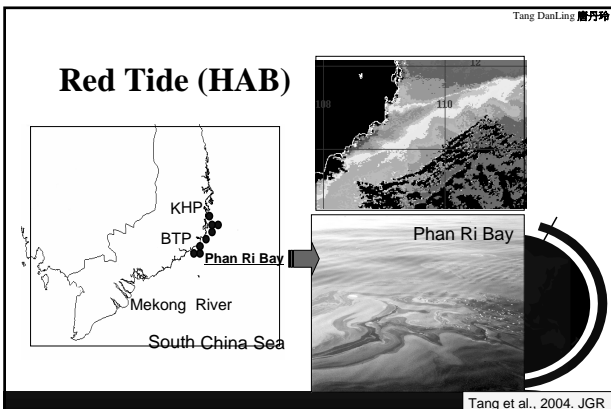 Tang DanLing 唐丹玲
Red Tide (HAB)
KHP
BTP
Phan Ri Bay
Mekong River
South China Sea
12
108
110
Phan Ri Bay
Tang et al., 2004. JGR